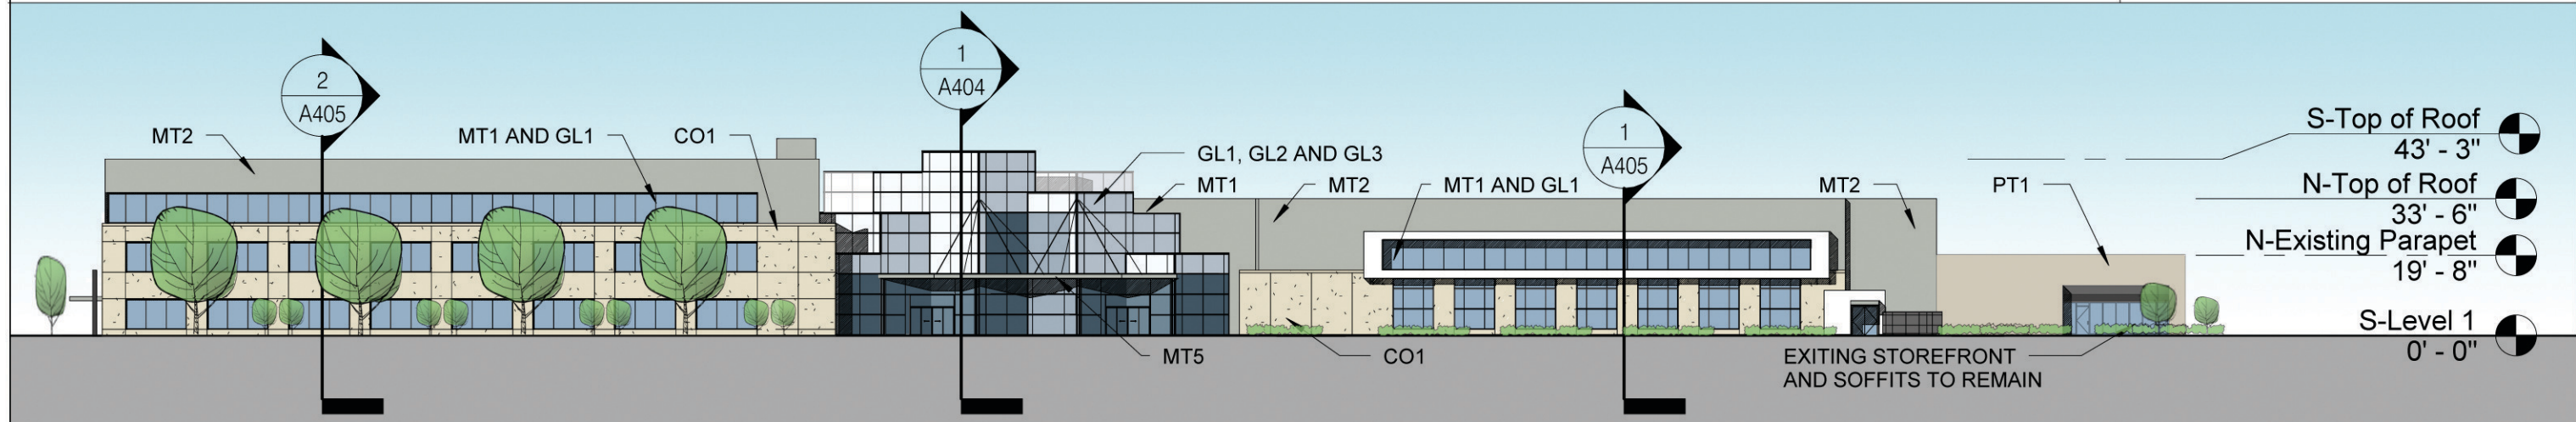 1
A404
2
A405
1
A405
MT2
MT1 AND GL1
CO1
GL1, GL2 AND GL3
MT1
MT2
MT1 AND GL1
MT2
PT1
S-Top of Roof
43' - 3"
N-Top of Roof
33' - 6"
N-Existing Parapet
19' - 8"
S-Level 1
0' - 0"
MT5
CO1
EXITING STOREFRONT
AND SOFFITS TO REMAIN